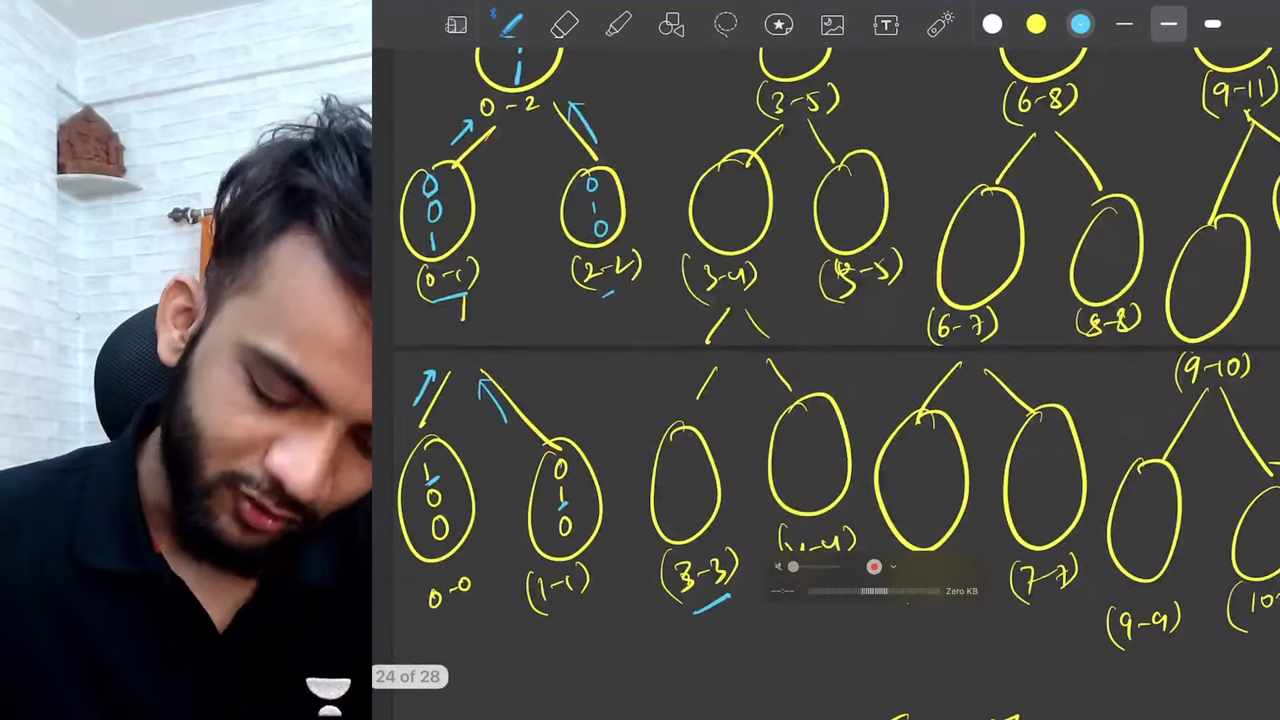 T
1
0-2 (3-5) (6-8) (9-11)
0 0
0 1
1 0
(0-1) (2-2) (3-4) (5-5) (6-7) (8-8)
(9-10)
1 0
0 1
0 0
0-0 (1-1) (3-3) (7-7) (9-9) (10-
Zero KB
24 of 28